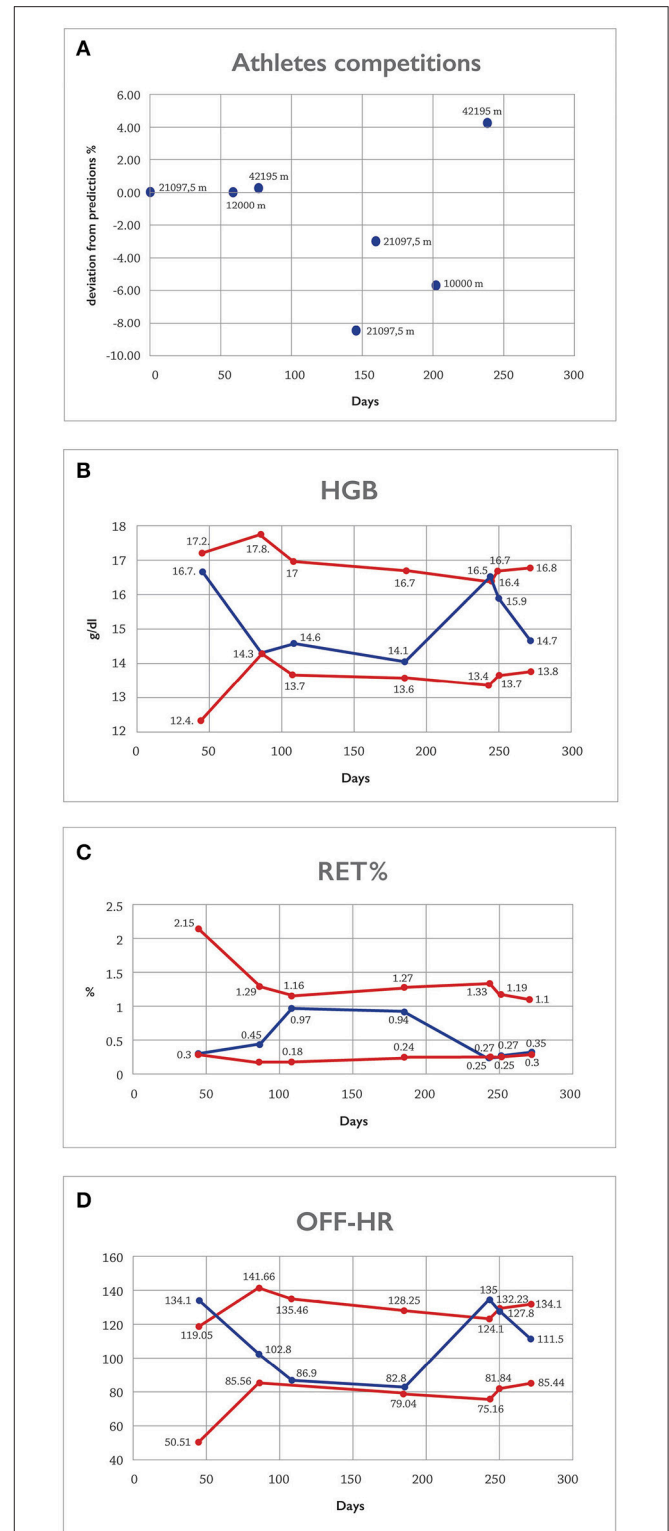 A
Athletes competitions
6.00
42195 m
4.00
2.00
42195 m
21097,5 m
0.00
12000 m
-2.00
21097,5 m
-4.00
10000 m
-6.00
-8.00
21097,5 m
-10.00
deviation from predictions %
0 50 100 150 200 250 300
Days
B
HGB
18
17.2. 17.8. 17 16.7 16.5 16.7 16.4 16.8
17
16.7. 15.9
16
15
14.3 14.6 14.1 14.7
14
13.7 13.6 13.4 13.7 13.8
13
12.4.
12
g/dl
0 50 100 150 200 250 300
Days
C
RET%
2.5
2.15
2
1.5
1.29 1.16 1.27 1.33 1.19 1.1
1
0.45 0.97 0.94
0.5
0.3 0.18 0.24 0.27 0.25 0.27 0.25 0.35 0.3
0
%
0 50 100 150 200 250 300
Days
D
OFF-HR
160
141.66
140
134.1 135.46 128.25 135 132.23 134.1
119.05 124.1 127.8
120
102.8 111.5
100
85.56 86.9 82.8 81.84 85.44
80
79.04 75.16
60
50.51
40
0 50 100 150 200 250 300
Days